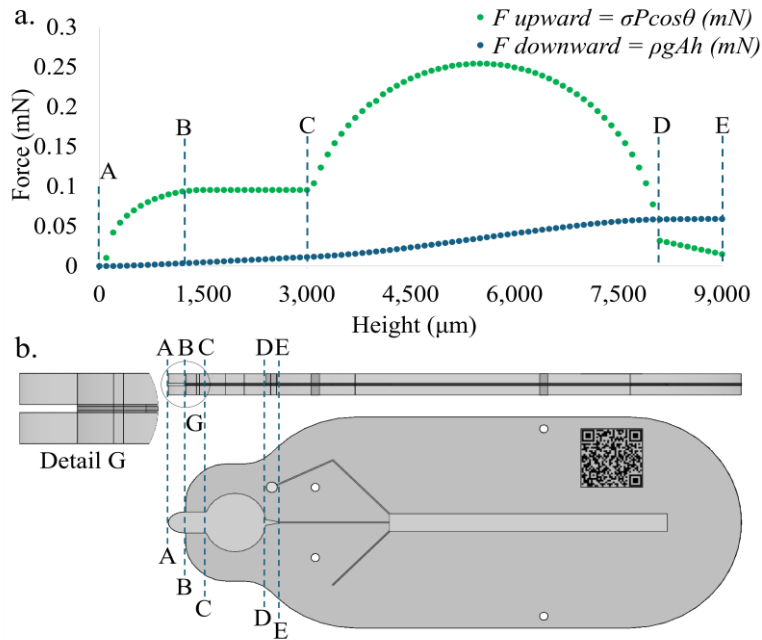 a.
F upward = σPcosθ (mN)
F downward = ρgAh (mN)
Force (mN)
0.3
0.25
0.2
0.15
0.1
0.05
0
A
B
C
D
E
0
1,500
3,000
4,500
6,000
7,500
9,000
Height (μm)
b.
A B C
D E
G
Detail G
A
B
C
D
E